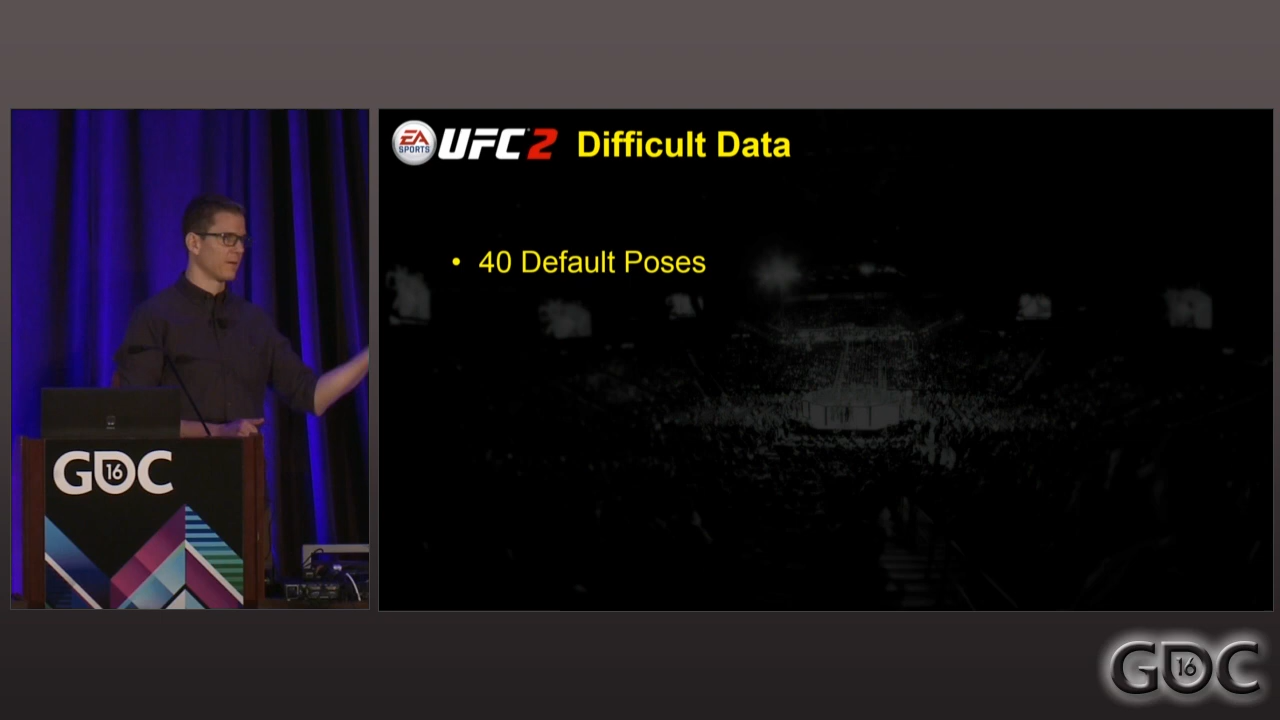 EA
SPORTS
UFC 2 Difficult Data
• 40 Default Poses
GDC
16
GDC
16